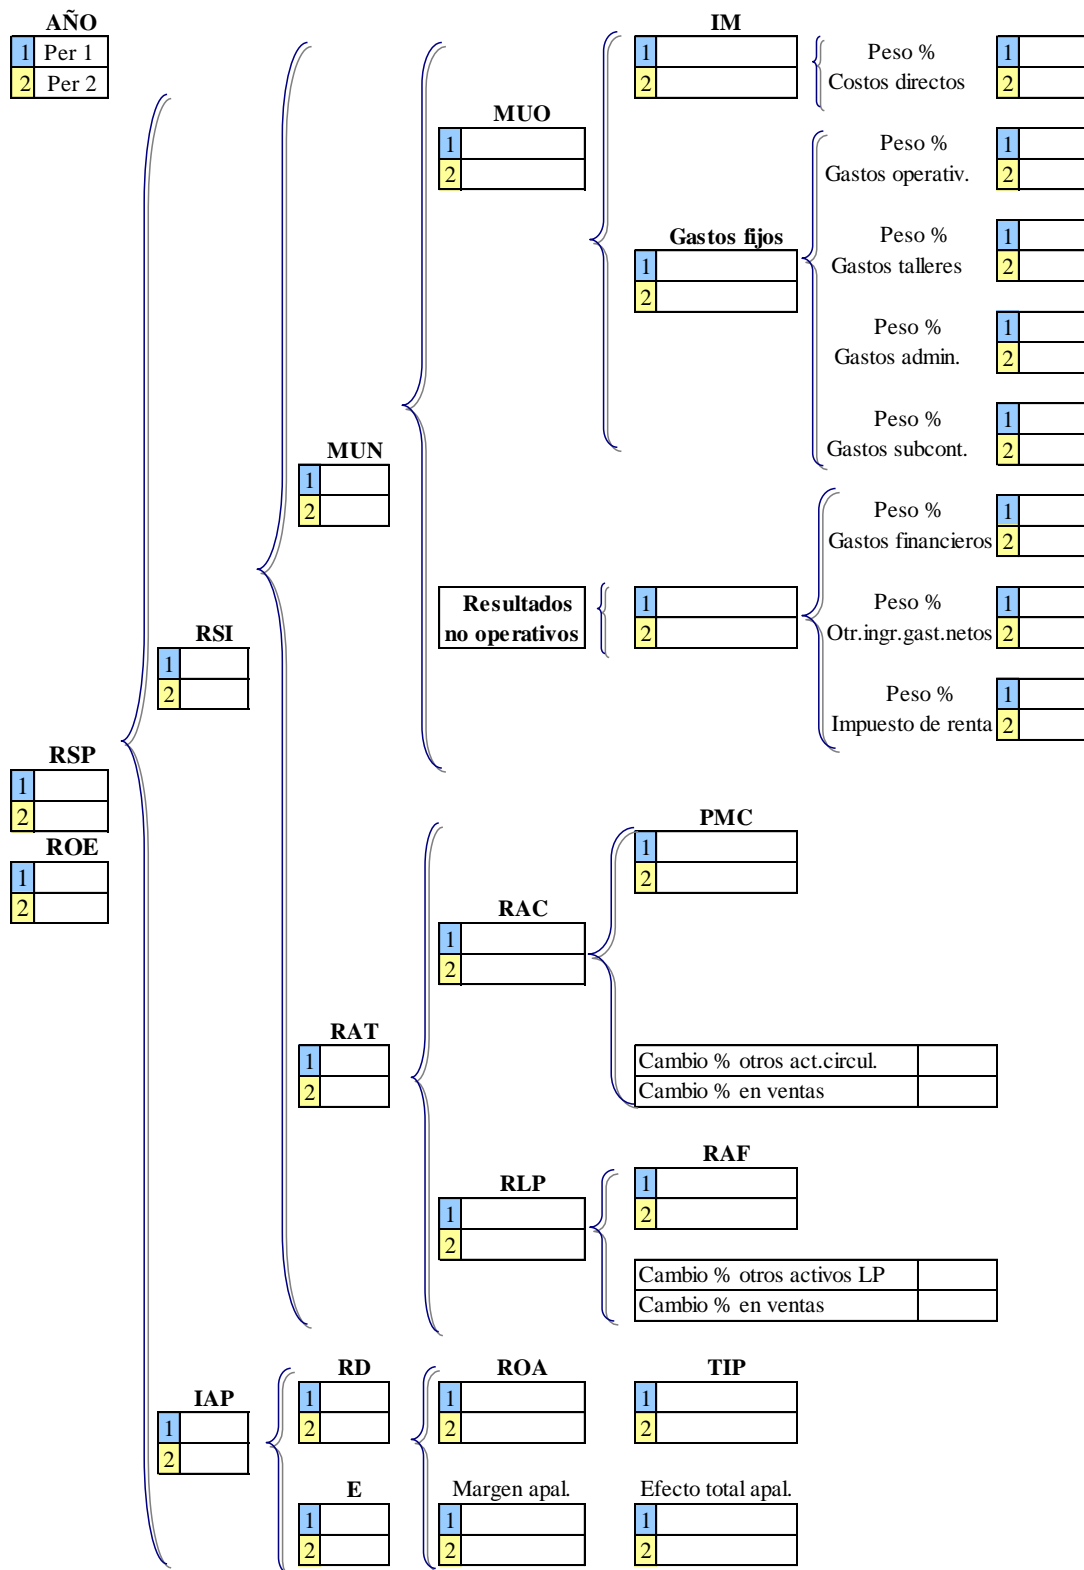 AÑO
1 Per 1
2 Per 2
IM
1
2
Peso %
Costos directos
1
2
MUO
1
2
Peso %
Gastos operativ.
1
2
Gastos fijos
1
2
Peso %
Gastos talleres
1
2
Peso %
Gastos admin.
1
2
Peso %
Gastos subcont.
1
2
MUN
1
2
Peso %
Gastos financieros
1
2
Resultados
no operativos
1
2
Peso %
Otr.ingr.gast.netos
1
2
RSI
1
2
Peso %
Impuesto de renta
1
2
RSP
1
2
ROE
1
2
PMC
1
2
RAC
1
2
RAT
1
2
Cambio % otros act.circul.
Cambio % en ventas
RLP
1
2
RAF
1
2
Cambio % otros activos LP
Cambio % en ventas
IAP
1
2
RD
1
2
ROA
1
2
TIP
1
2
E
1
2
Margen apal.
1
2
Efecto total apal.
1
2